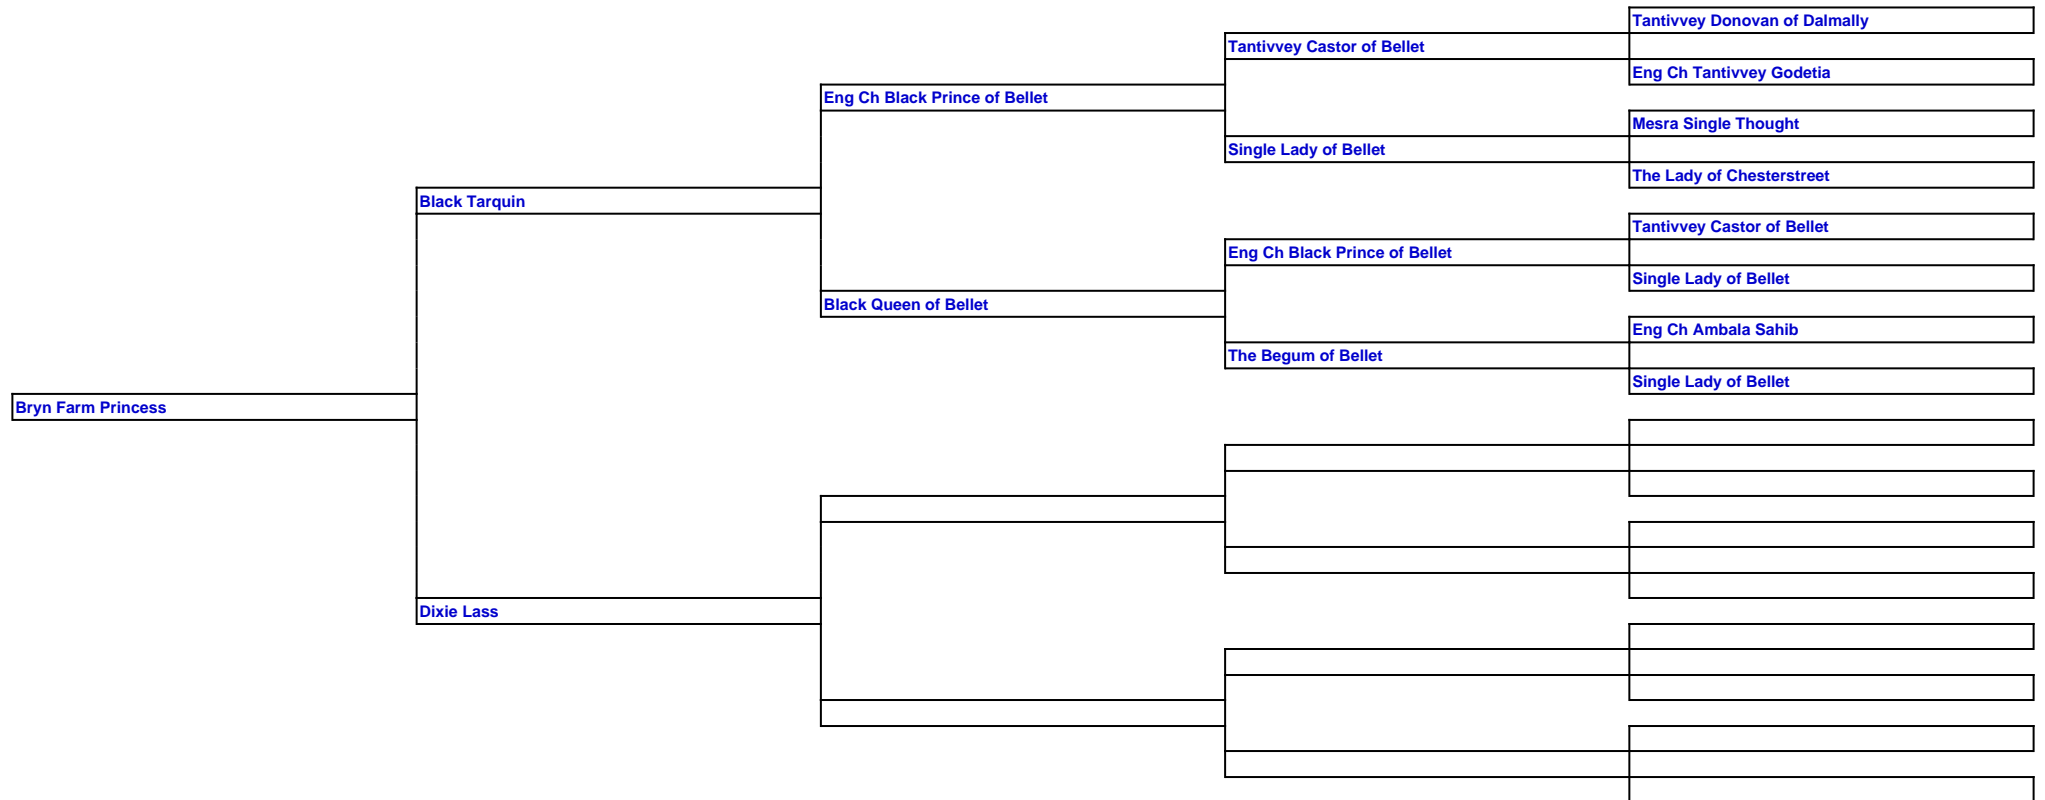 Tantivvey Donovan of Dalmally
Tantivvey Castor of Bellet
Eng Ch Tantivvey Godetia
Eng Ch Black Prince of Bellet
Mesra Single Thought
Single Lady of Bellet
The Lady of Chesterstreet
Black Tarquin
Tantivvey Castor of Bellet
Eng Ch Black Prince of Bellet
Single Lady of Bellet
Black Queen of Bellet
Eng Ch Ambala Sahib
The Begum of Bellet
Single Lady of Bellet
Bryn Farm Princess
Dixie Lass